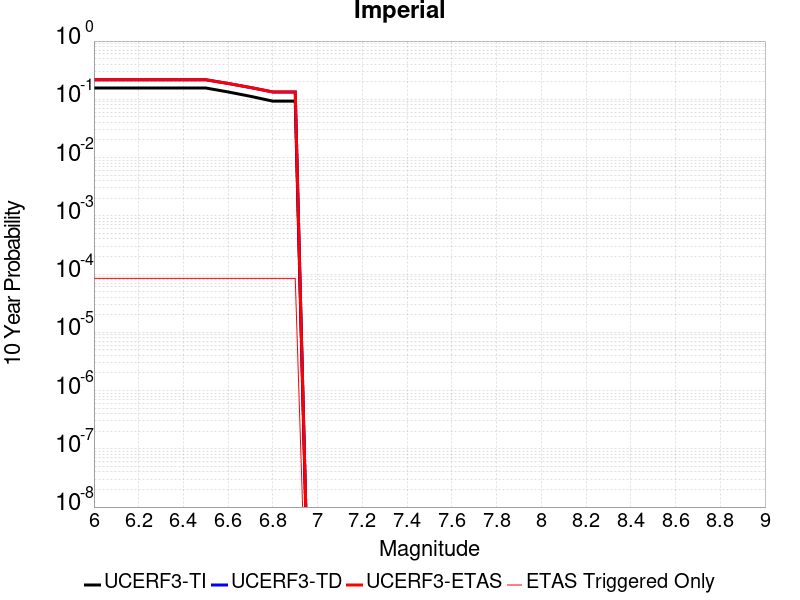 Imperial
10 Year Probability
10^0
10^-1
10^-2
10^-3
10^-4
10^-5
10^-6
10^-7
10^-8
6 6.2 6.4 6.6 6.8 7 7.2 7.4 7.6 7.8 8 8.2 8.4 8.6 8.8 9
Magnitude
UCERF3-TI UCERF3-TD UCERF3-ETAS ETAS Triggered Only